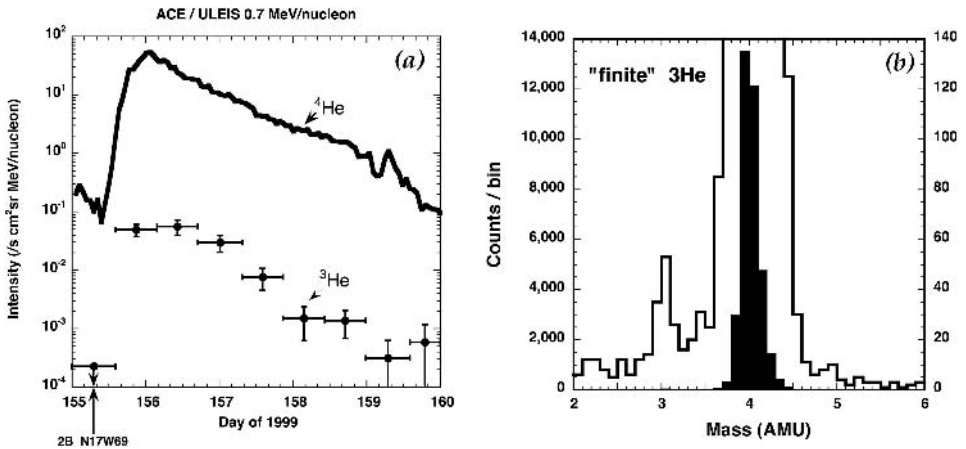 ACE / ULEIS 0.7 MeV/nucleon
(a)
Intensity (/s cm²sr MeV/nucleon)
10²
10¹
10⁰
10⁻¹
10⁻²
10⁻³
10⁻⁴
⁴He
³He
155 156 157 158 159 160
Day of 1999
2B N17W69
(b)
"finite" 3He
Counts / bin
14,000
12,000
10,000
8,000
6,000
4,000
2,000
0
140
120
100
80
60
40
20
0
2 3 4 5 6
Mass (AMU)